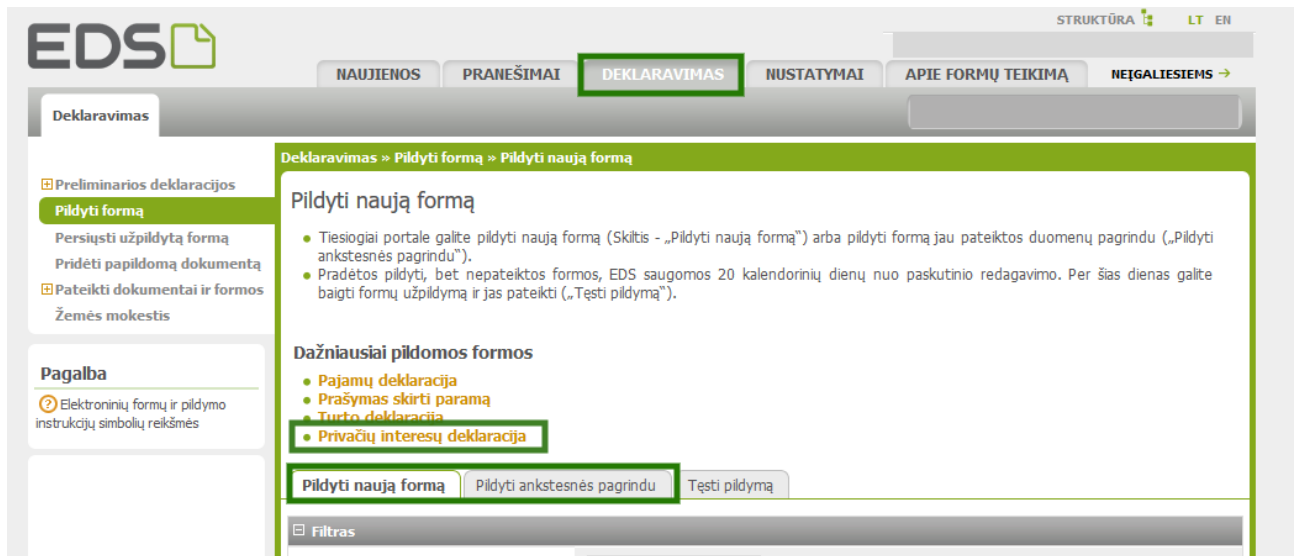 STRUKTŪRA LT EN
EDS
NAUJIENOS PRANEŠIMAI DEKLARAVIMAS NUSTATYMAI APIE FORMŲ TEIKIMĄ NEĮGALIESIEMS →
Deklaravimas
Deklaravimas » Pildyti formą » Pildyti naują formą
Preliminarios deklaracijos
Pildyti formą
Persiųsti užpildytą formą
Pridėti papildomą dokumentą
Pateikti dokumentai ir formos
Žemės mokestis
Pagalba
Elektroninių formų ir pildymo
instrukcijų simbolių reikšmės
Pildyti naują formą
• Tiesiogiai portale galite pildyti naują formą (Skiltis - „Pildyti naują formą“) arba pildyti formą jau pateiktos duomenų pagrindu („Pildyti
ankstesnės pagrindu“).
• Pradėtos pildyti, bet nepateiktos formos, EDS saugomos 20 kalendorinių dienų nuo paskutinio redagavimo. Per šias dienas galite
baigti formų užpildymą ir jas pateikti („Tęsti pildymą“).
Dažniausiai pildomos formos
• Pajamų deklaracija
• Prašymas skirti paramą
• Turto deklaracija
• Privačių interesų deklaracija
Pildyti naują formą Pildyti ankstesnės pagrindu Tęsti pildymą
Filtras